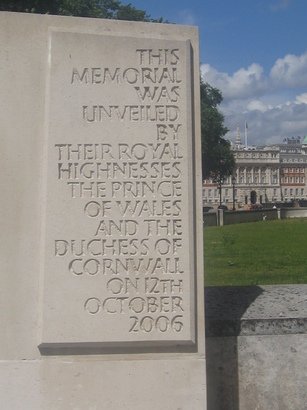 THIS
MEMORIAL
WAS
UNVEILED
BY
THEIR ROYAL
HIGHNESSES
THE PRINCE
OF WALES
AND THE
DUCHESS OF
CORNWALL
ON 12TH
OCTOBER
2006